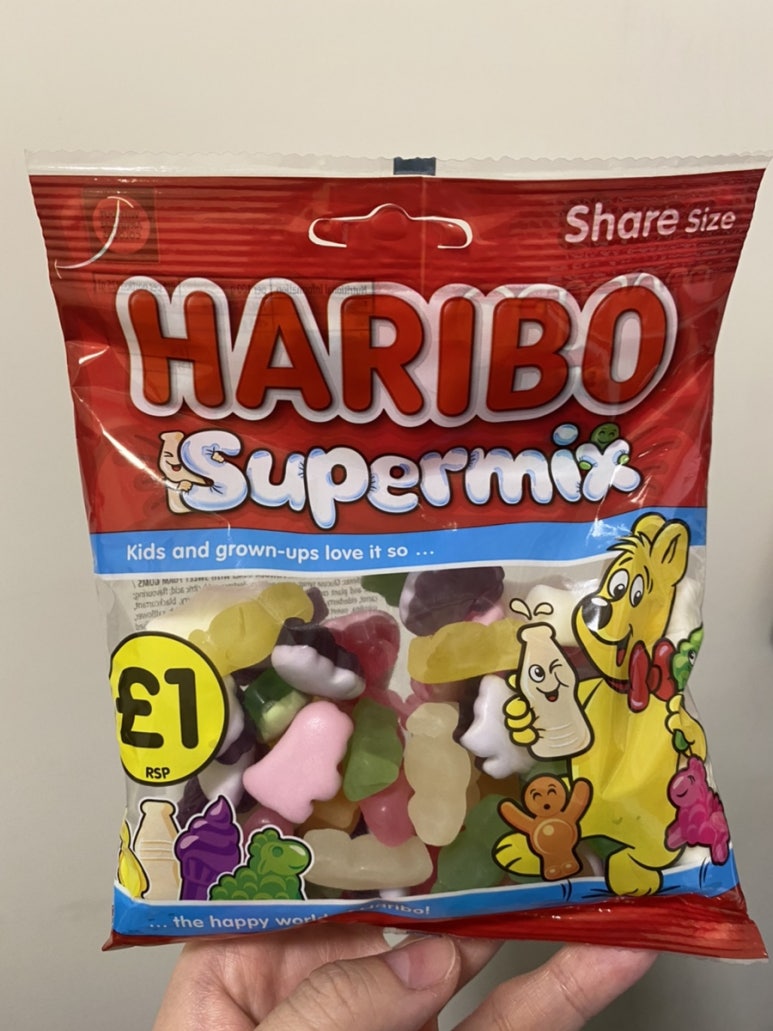 Share Size
HARIBO
Supermix
Kids and grown-ups love it so ...
£1
RSP
... the happy world